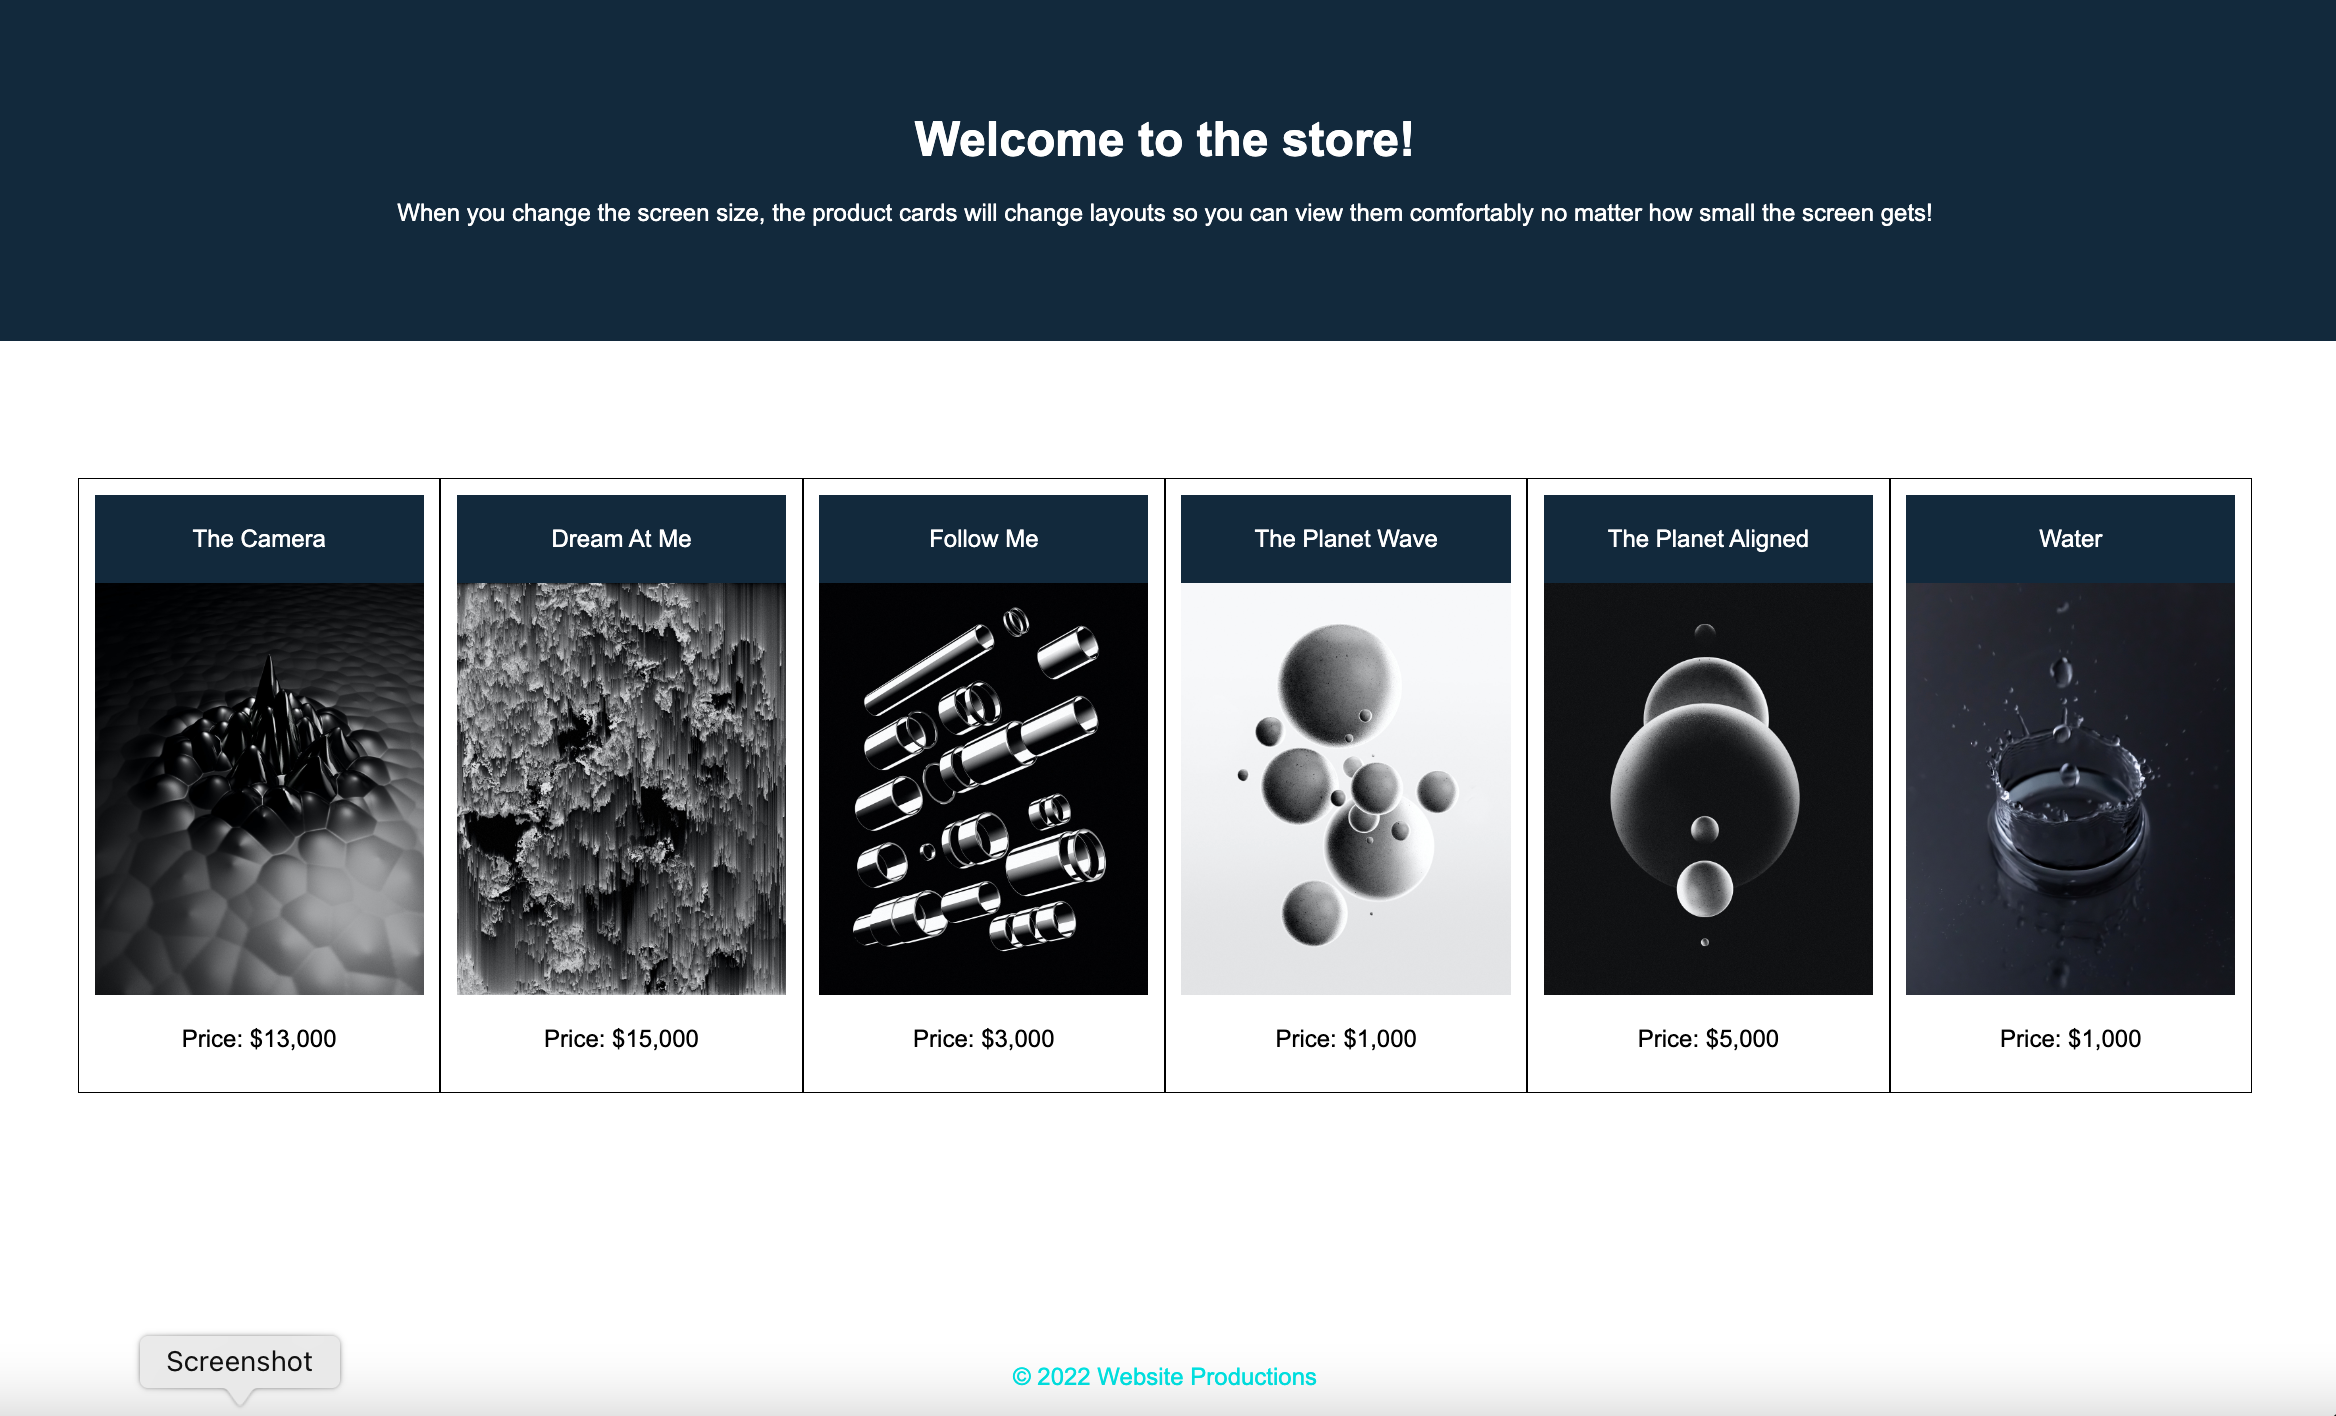 Welcome to the store!
When you change the screen size, the product cards will change layouts so you can view them comfortably no matter how small the screen gets!
The Camera
Price: $13,000
Dream At Me
Price: $15,000
Follow Me
Price: $3,000
The Planet Wave
Price: $1,000
The Planet Aligned
Price: $5,000
Water
Price: $1,000
Screenshot
© 2022 Website Productions